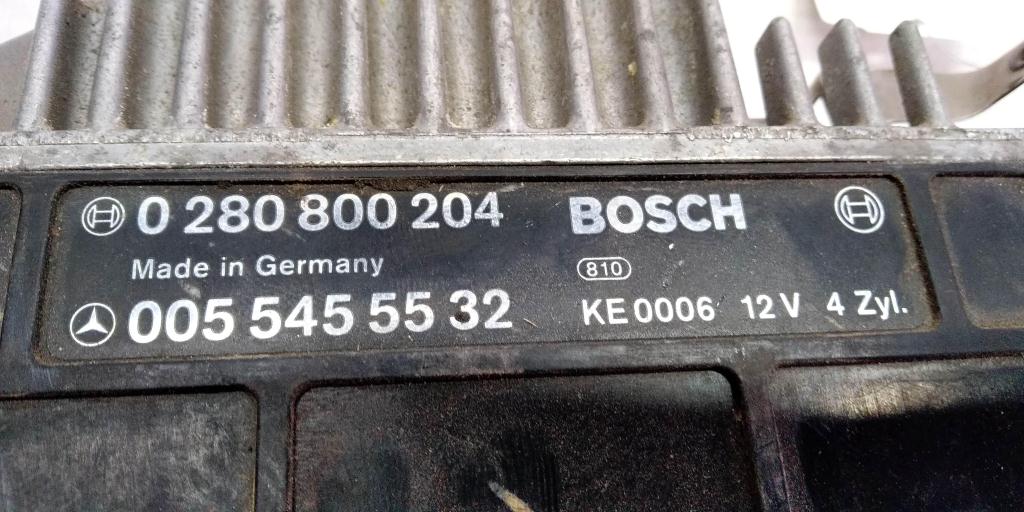 0 280 800 204 BOSCH
Made in Germany 810
005 545 55 32 KE 0006 12 V 4 Zyl.